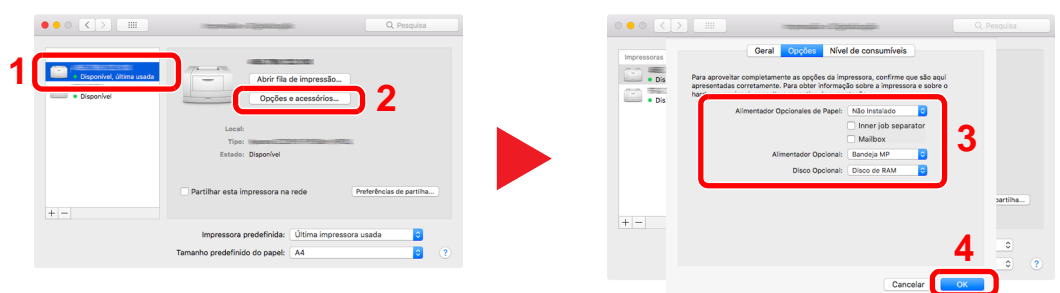 Pesquisa
1
Disponível, última usada
Disponível
Abrir fila de impressão...
Opções e acessórios...
2
Local:
Tipo:
Estado: Disponível
Partilhar esta impressora na rede
Preferências de partilha...
+ −
Impressora predefinida: Última impressora usada
Tamanho predefinido do papel: A4
?
Pesquisa
Impressoras
Dis
Dis
Geral Opções Nível de consumíveis
Para aproveitar completamente as opções da impressora, confirme que são aqui
apresentadas corretamente. Para obter informação sobre a impressora e sobre o
Alimentador Opcionales de Papel: Não Instalado
Inner job separator
Mailbox
3
Alimentador Opcional: Bandeja MP
Disco Opcional: Disco de RAM
partilha...
+ −
4
?
Cancelar OK